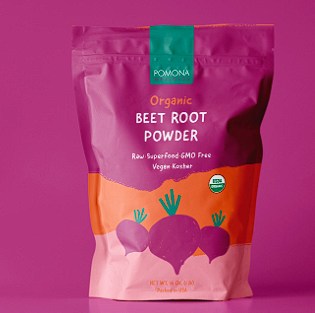 POMONA
Organic
BEET ROOT
POWDER
Raw Superfood GMO Free
Vegan Kosher
USDA
ORGANIC